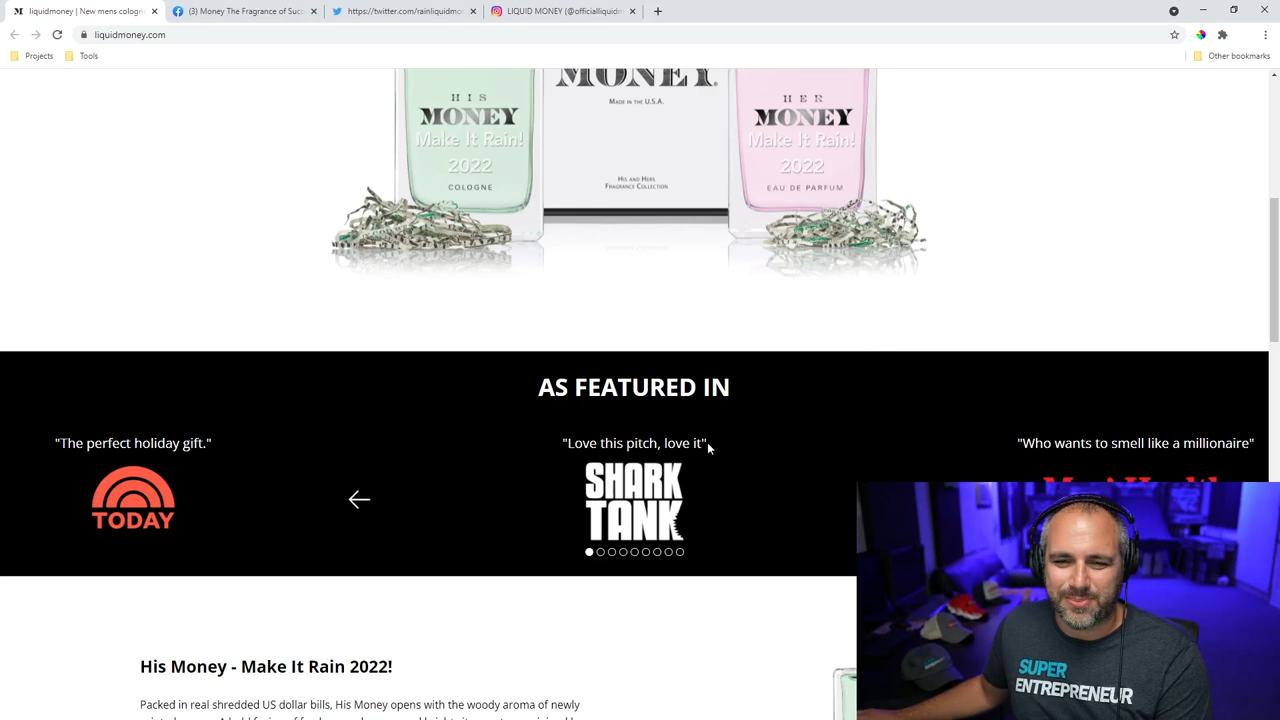 liquidmoney | New mens cologn
(3) Money The Fragrance of Succ
https://twitter.com/rainliquidmo
LIQUID MONEY (@officialliquidm
liquidmoney.com
Projects
Tools
Other bookmarks
MONEY.
MADE IN THE U.S.A.
HIS AND HERS
FRAGRANCE COLLECTION
HIS
MONEY
Make It Rain!
2022
COLOGNE
HER
MONEY
Make It Rain!
2022
EAU DE PARFUM
AS FEATURED IN
"The perfect holiday gift."
TODAY
"Love this pitch, love it"
SHARK
TANK
"Who wants to smell like a millionaire"
His Money - Make It Rain 2022!
Packed in real shredded US dollar bills, His Money opens with the woody aroma of newly
SUPER
ENTREPRENEUR